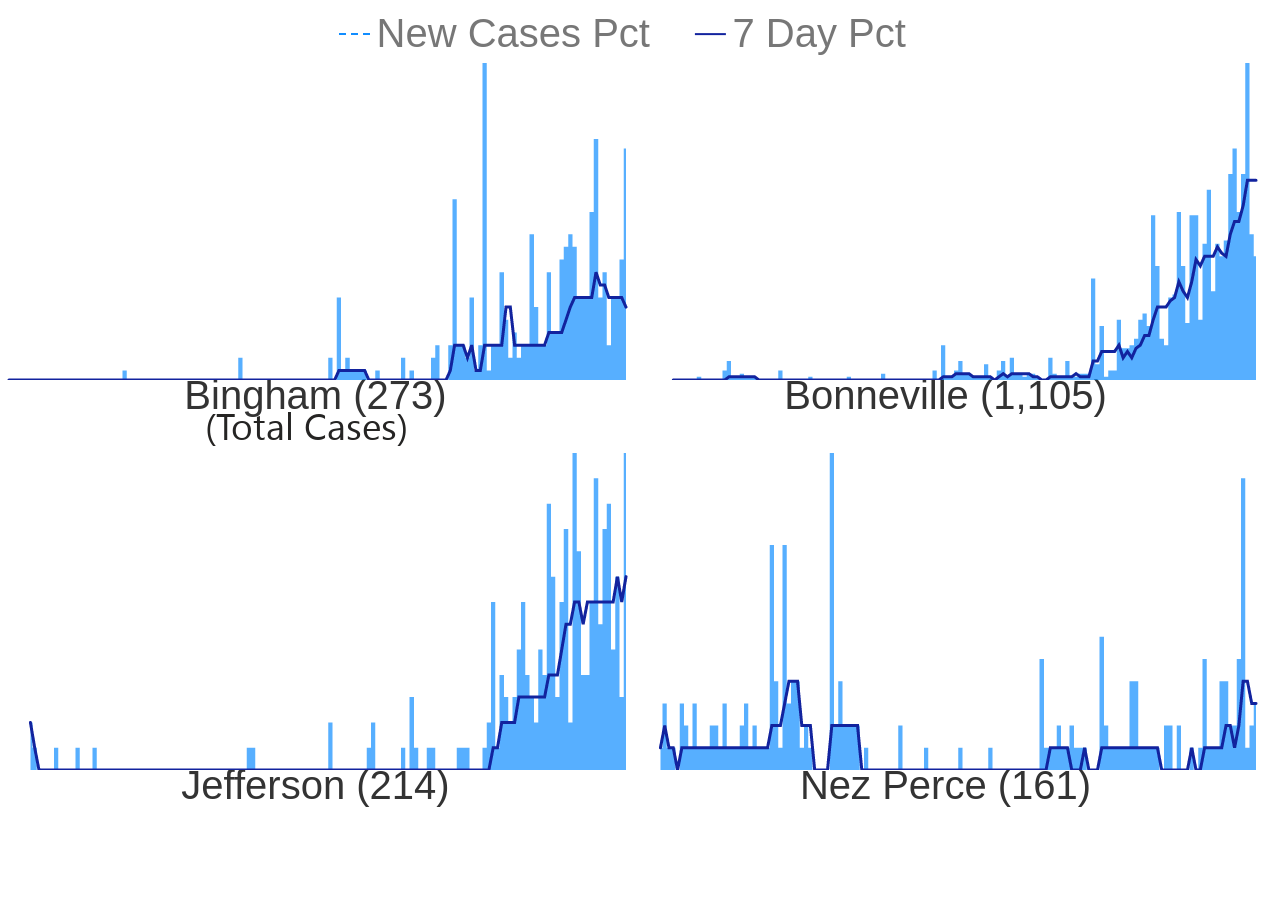 New Cases Pct 7 Day Pct
Bingham (273)
(Total Cases)
Bonneville (1,105)
Jefferson (214)
Nez Perce (161)